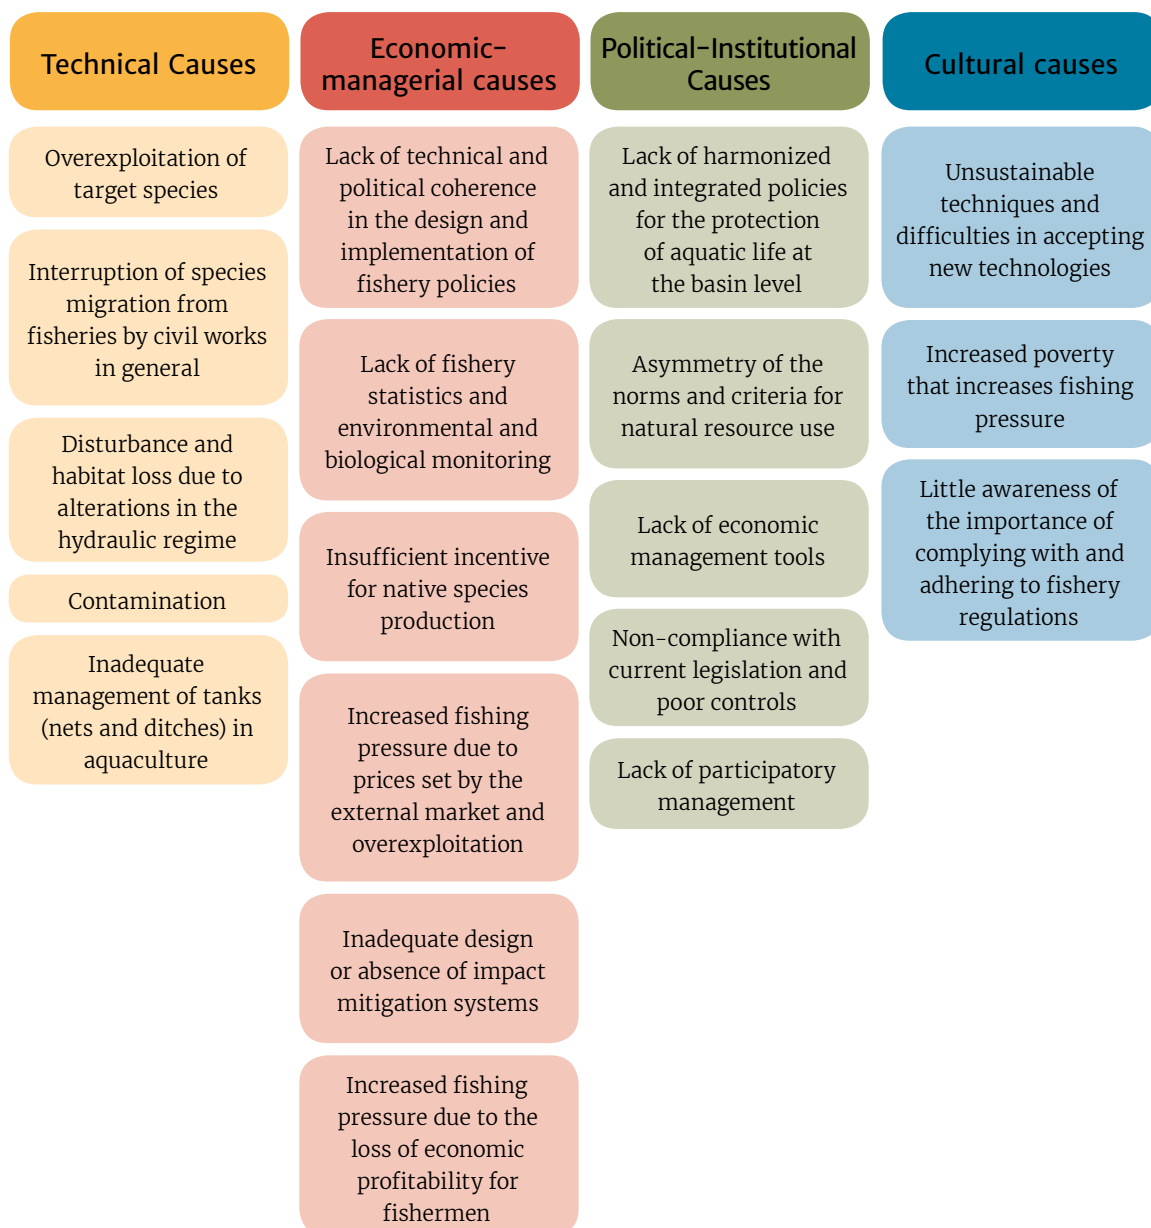 Technical Causes
Overexploitation of
target species
Interruption of species
migration from
fisheries by civil works
in general
Disturbance and
habitat loss due to
alterations in the
hydraulic regime
Contamination
Inadequate
management of tanks
(nets and ditches) in
aquaculture
Economic-
managerial causes
Lack of technical and
political coherence
in the design and
implementation of
fishery policies
Lack of fishery
statistics and
environmental and
biological monitoring
Insufficient incentive
for native species
production
Increased fishing
pressure due to
prices set by the
external market and
overexploitation
Inadequate design
or absence of impact
mitigation systems
Increased fishing
pressure due to the
loss of economic
profitability for
fishermen
Political-Institutional
Causes
Lack of harmonized
and integrated policies
for the protection
of aquatic life at
the basin level
Asymmetry of the
norms and criteria for
natural resource use
Lack of economic
management tools
Non-compliance with
current legislation and
poor controls
Lack of participatory
management
Cultural causes
Unsustainable
techniques and
difficulties in accepting
new technologies
Increased poverty
that increases fishing
pressure
Little awareness of
the importance of
complying with and
adhering to fishery
regulations